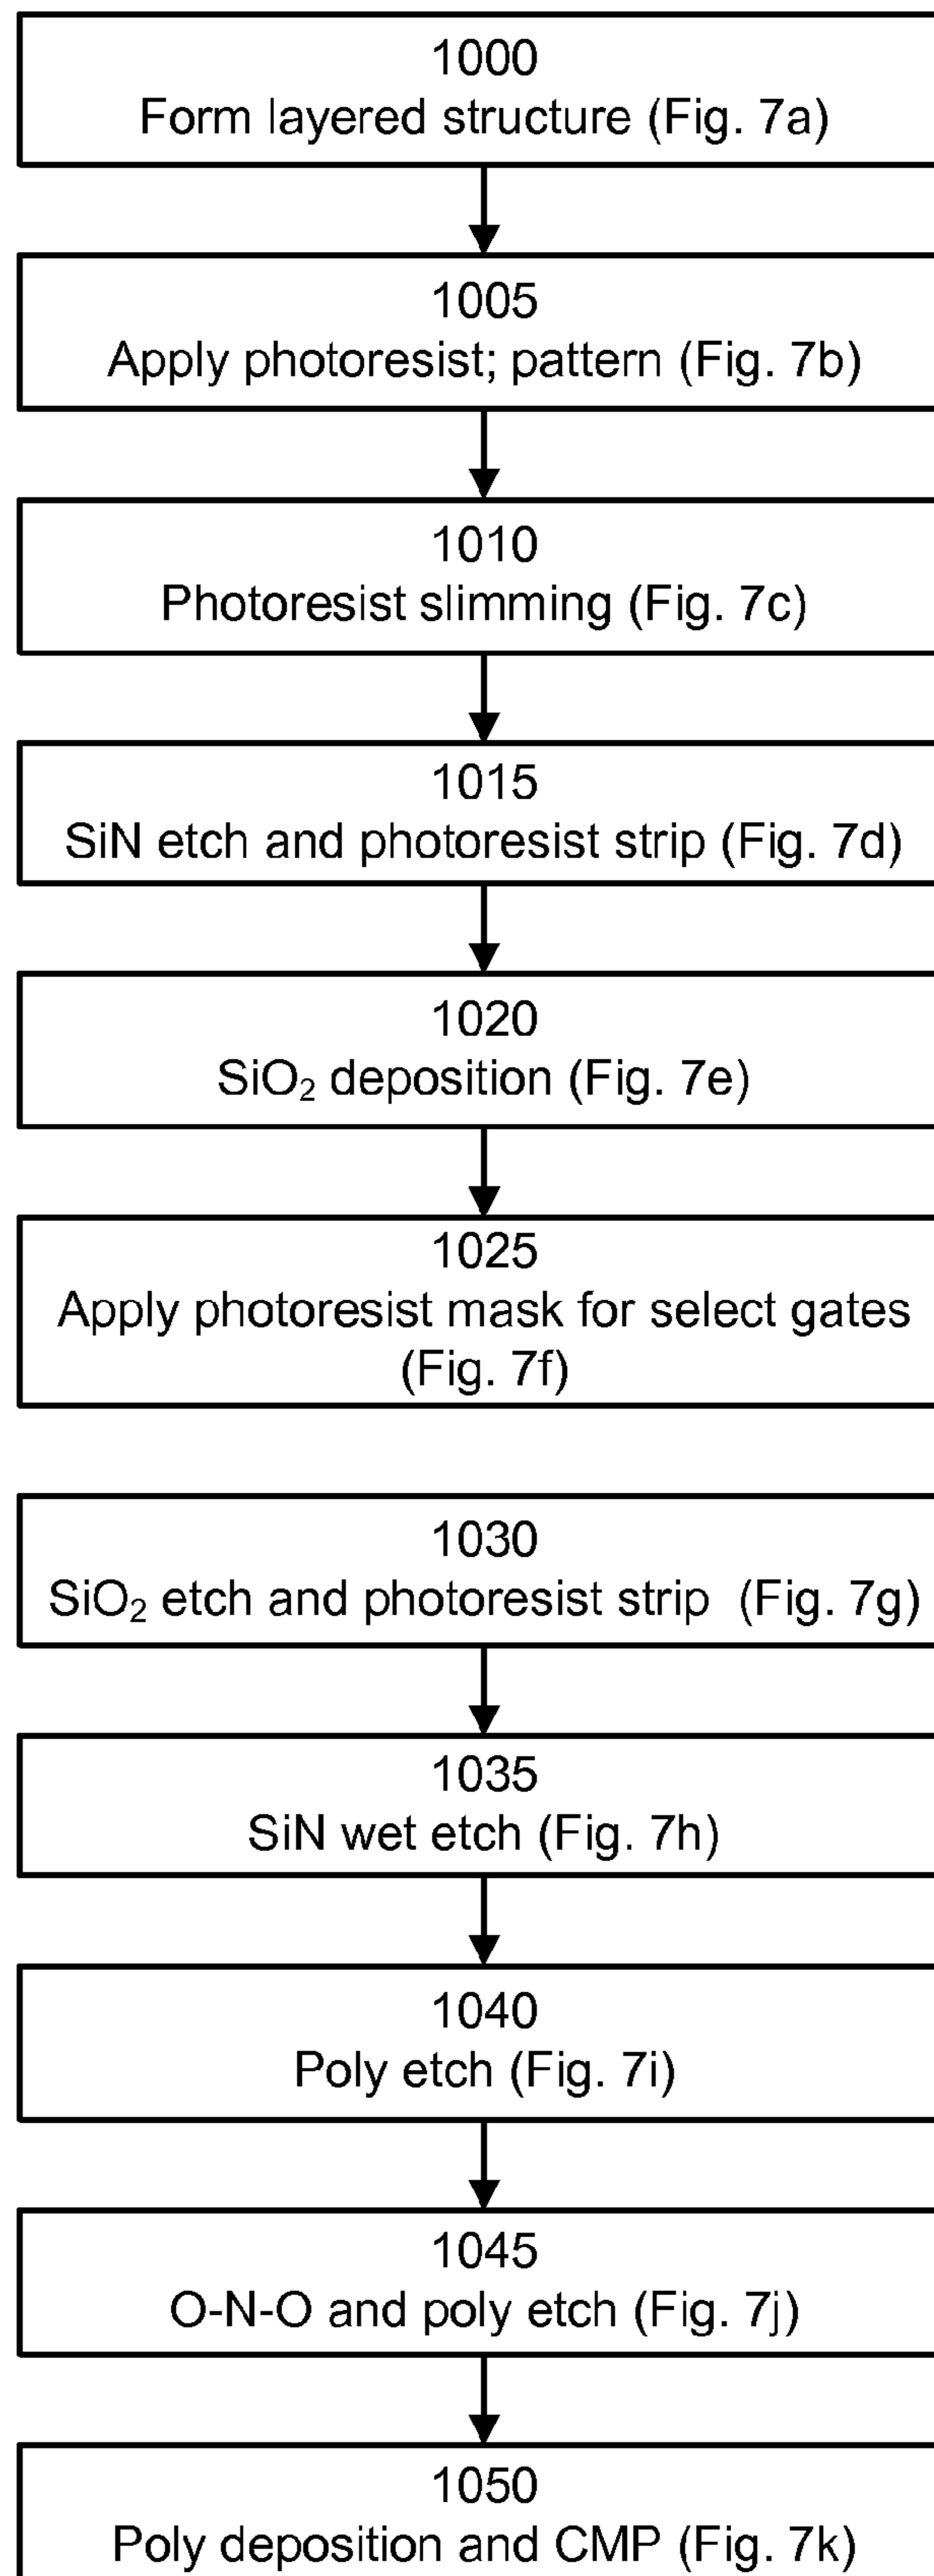 1000
Form layered structure (Fig. 7a)
1005
Apply photoresist; pattern (Fig. 7b)
1010
Photoresist slimming (Fig. 7c)
1015
SiN etch and photoresist strip (Fig. 7d)
1020
SiO₂ deposition (Fig. 7e)
1025
Apply photoresist mask for select gates
(Fig. 7f)
1030
SiO₂ etch and photoresist strip (Fig. 7g)
1035
SiN wet etch (Fig. 7h)
1040
Poly etch (Fig. 7i)
1045
O-N-O and poly etch (Fig. 7j)
1050
Poly deposition and CMP (Fig. 7k)